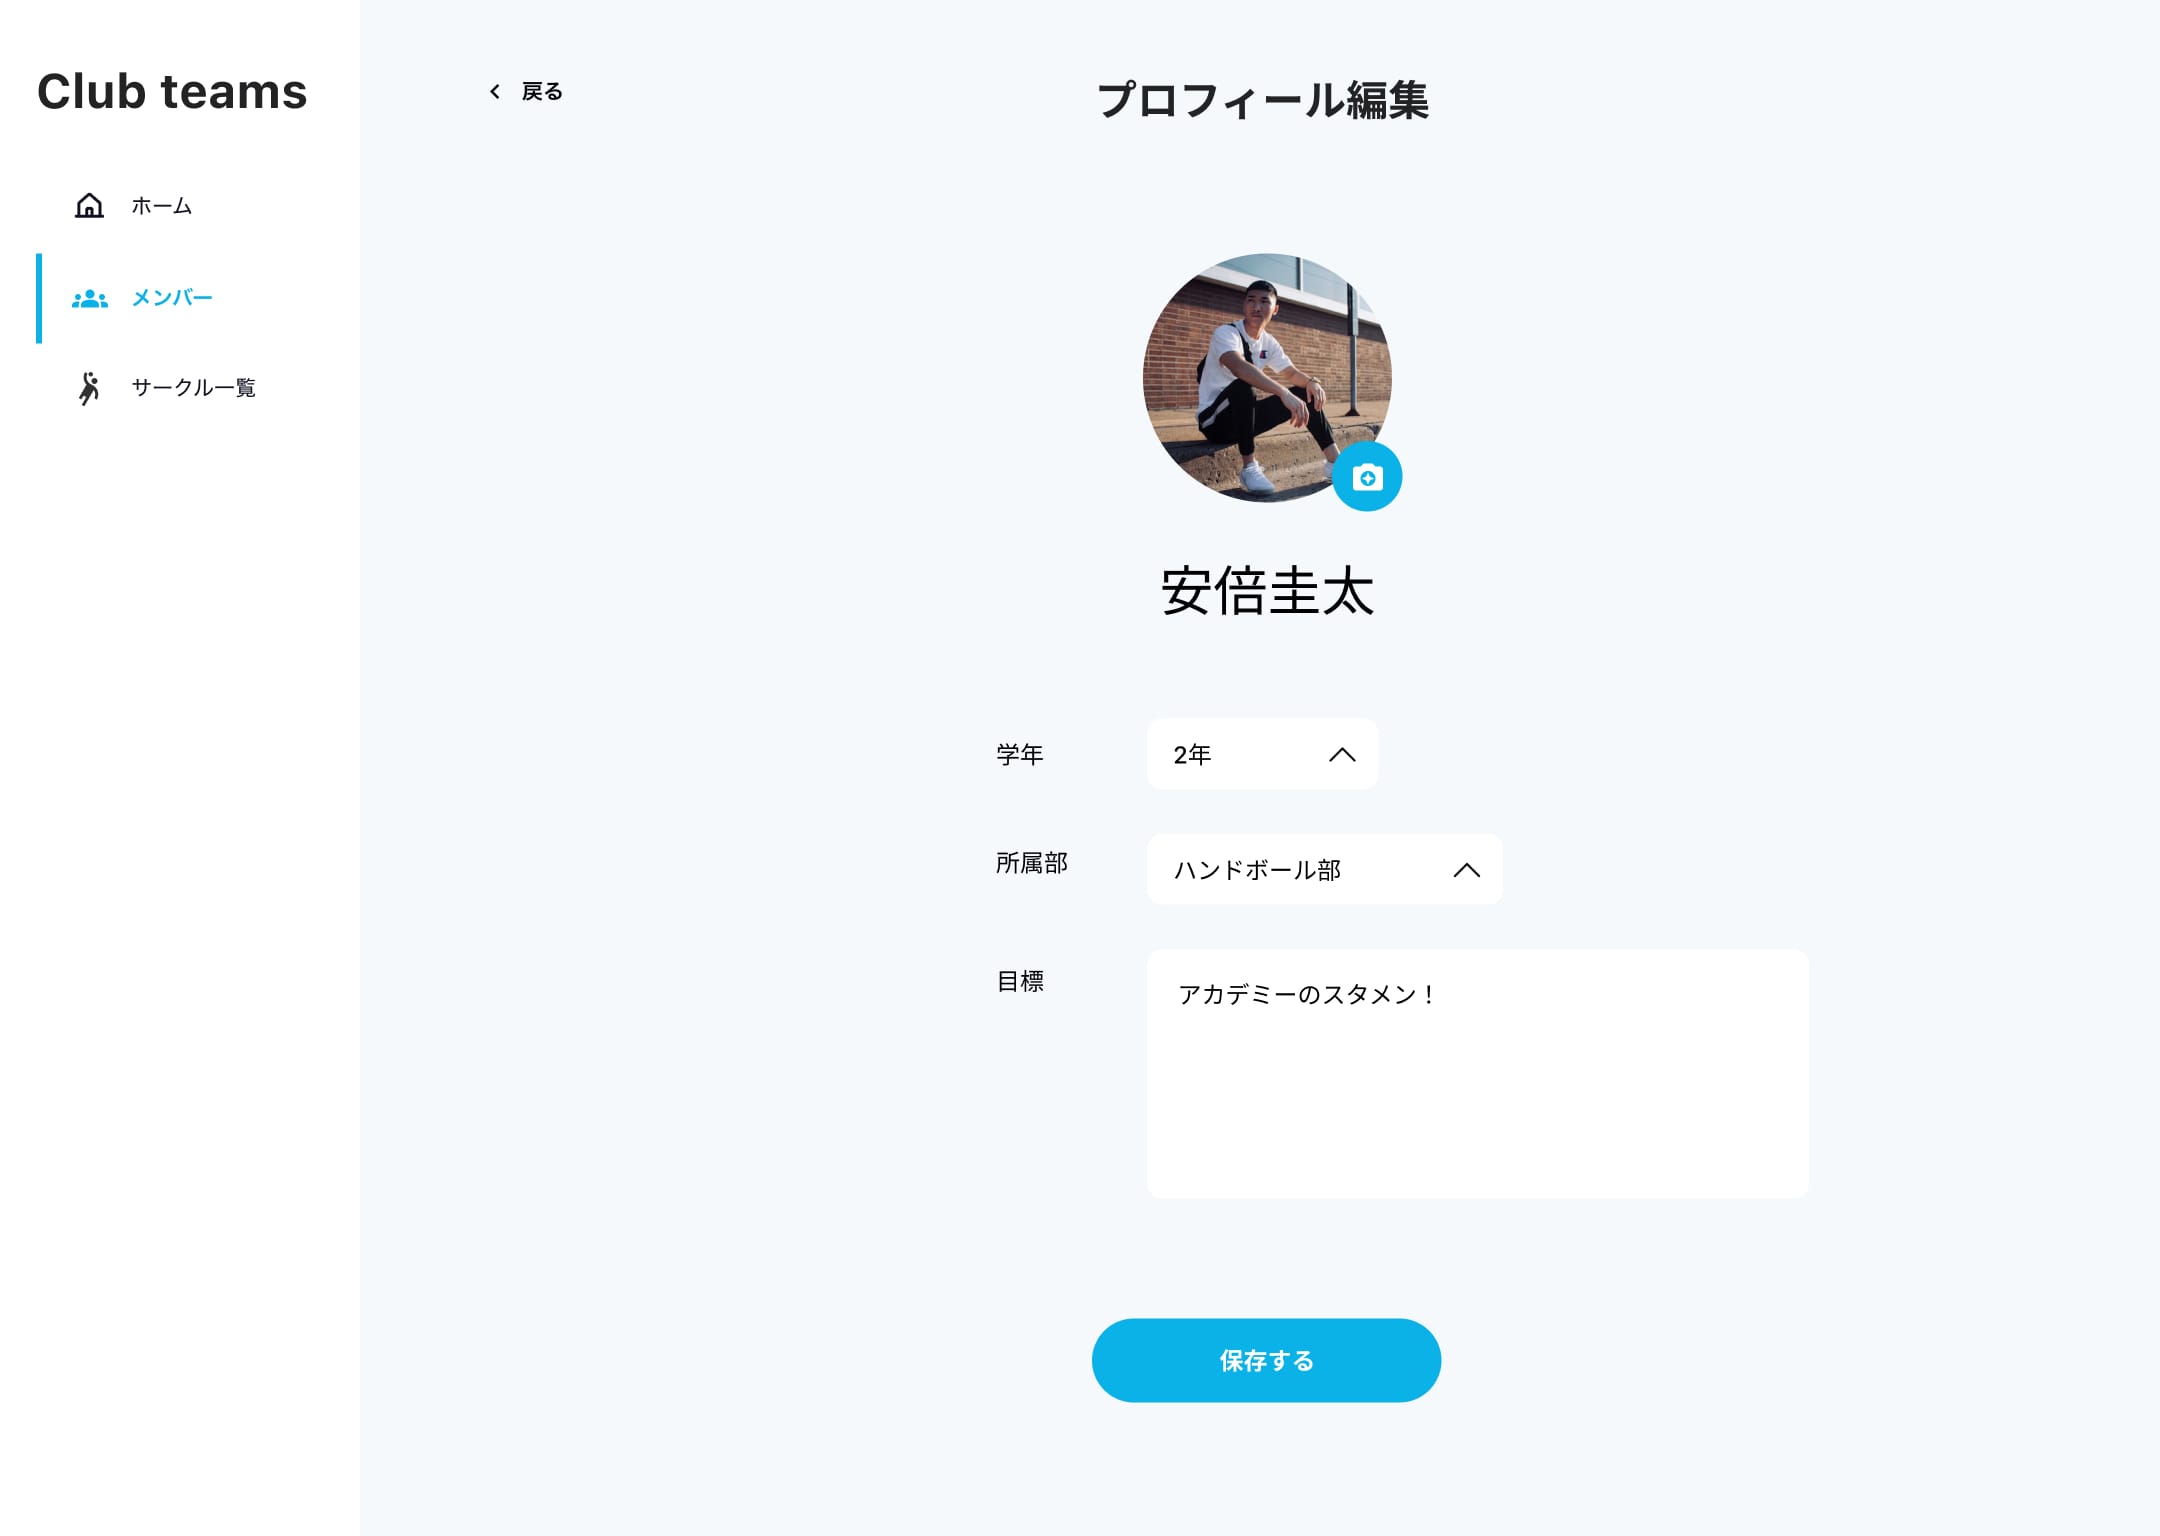 Club teams
ホーム
メンバー
サークル一覧
戻る
プロフィール編集
安倍圭太
学年
2年
所属部
ハンドボール部
目標
アカデミーのスタメン！
保存する